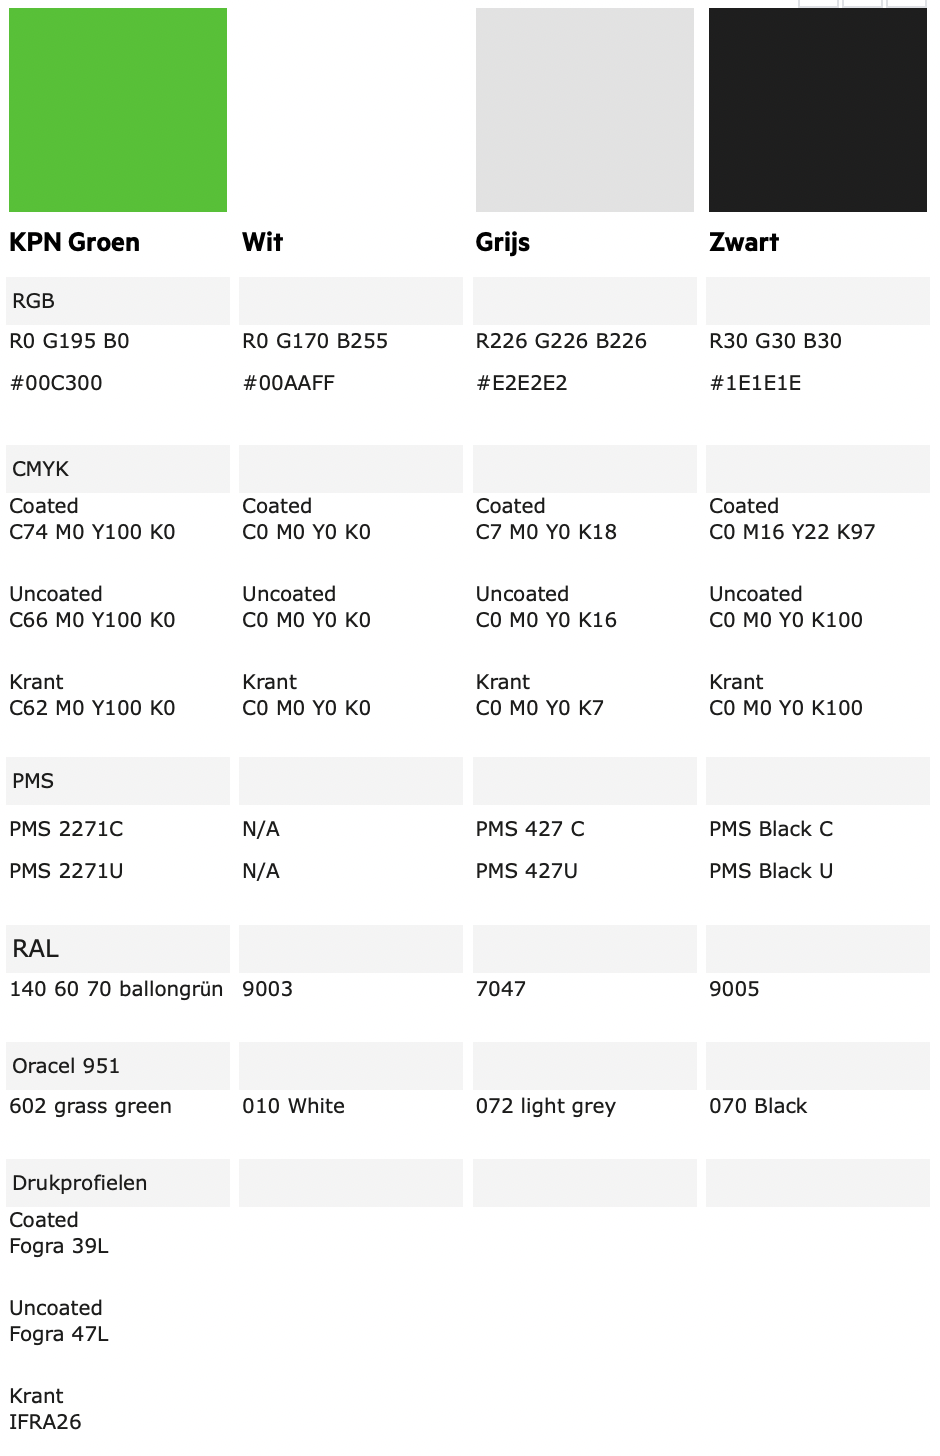 KPN Groen Wit Grijs Zwart
RGB
R0 G195 B0 R0 G170 B255 R226 G226 B226 R30 G30 B30
#00C300 #00AAFF #E2E2E2 #1E1E1E
CMYK
Coated Coated Coated Coated
C74 M0 Y100 K0 C0 M0 Y0 K0 C7 M0 Y0 K18 C0 M16 Y22 K97
Uncoated Uncoated Uncoated Uncoated
C66 M0 Y100 K0 C0 M0 Y0 K0 C0 M0 Y0 K16 C0 M0 Y0 K100
Krant Krant Krant Krant
C62 M0 Y100 K0 C0 M0 Y0 K0 C0 M0 Y0 K7 C0 M0 Y0 K100
PMS
PMS 2271C N/A PMS 427 C PMS Black C
PMS 2271U N/A PMS 427U PMS Black U
RAL
140 60 70 ballongrün 9003 7047 9005
Oracel 951
602 grass green 010 White 072 light grey 070 Black
Drukprofielen
Coated
Fogra 39L
Uncoated
Fogra 47L
Krant
IFRA26